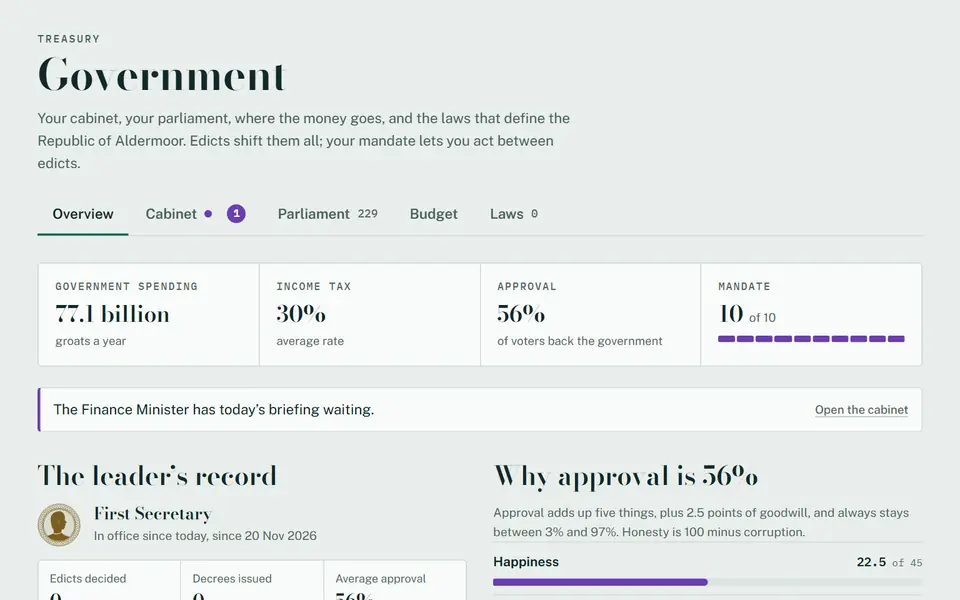 TREASURY
Government
Your cabinet, your parliament, where the money goes, and the laws that define the
Republic of Aldermoor. Edicts shift them all; your mandate lets you act between
edicts.
Overview Cabinet 1 Parliament 229 Budget Laws 0
GOVERNMENT SPENDING
77.1 billion
groats a year
INCOME TAX
30%
average rate
APPROVAL
56%
of voters back the government
MANDATE
10 of 10
The Finance Minister has today's briefing waiting.
Open the cabinet
The leader's record
First Secretary
In office since today, since 20 Nov 2026
Edicts decided
0
Decrees issued
0
Average approval
56%
Why approval is 56%
Approval adds up five things, plus 2.5 points of goodwill, and always stays
between 3% and 97%. Honesty is 100 minus corruption.
Happiness 22.5 of 45